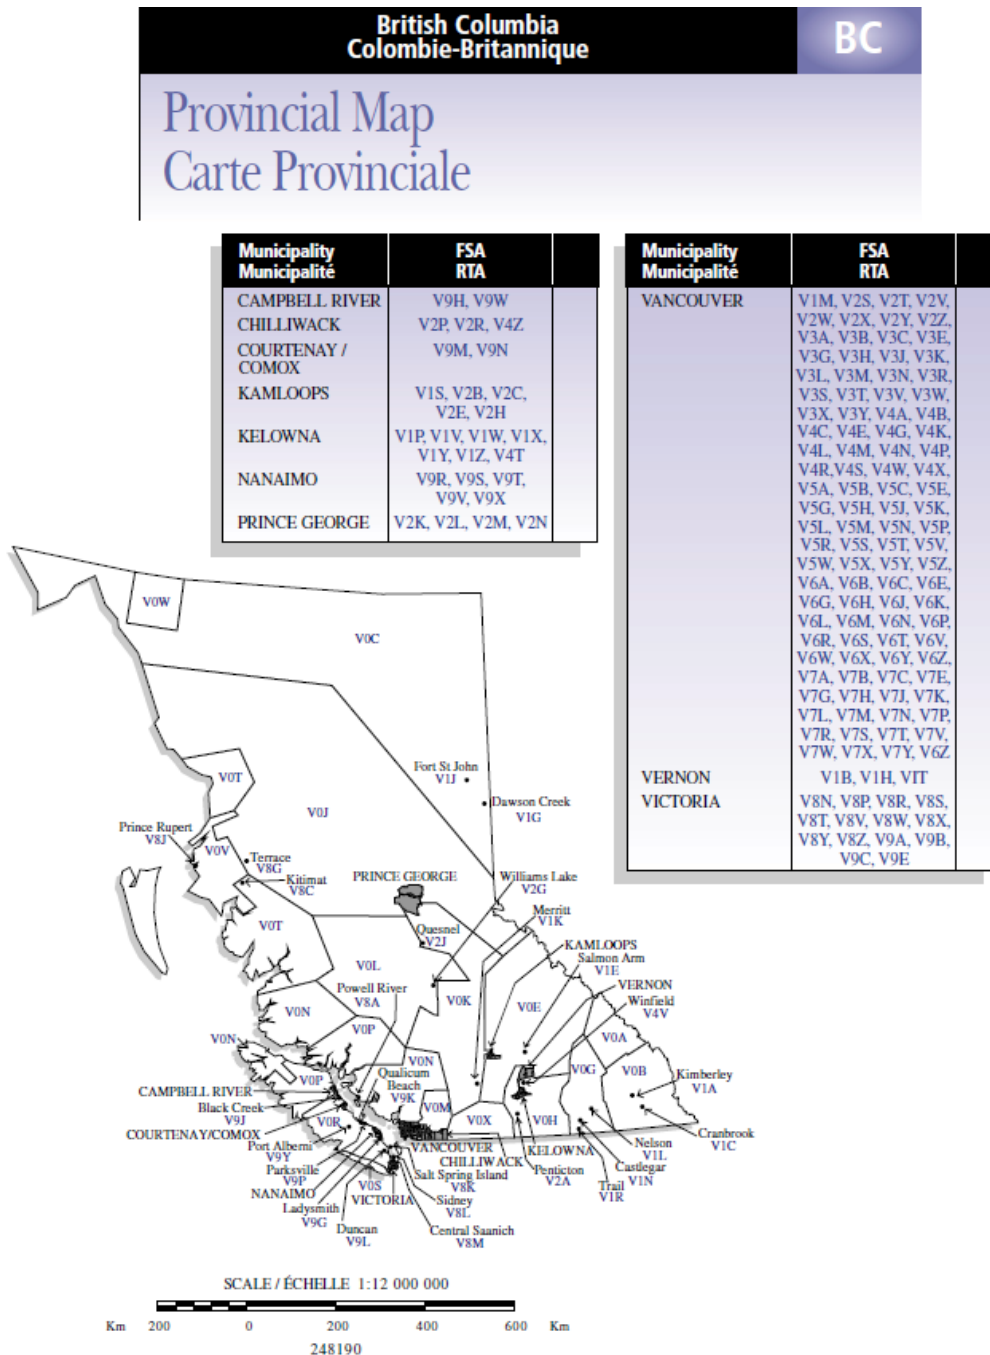 British Columbia
Colombie-Britannique
BC
Provincial Map
Carte Provinciale
Municipality FSA
Municipalité RTA
CAMPBELL RIVER V9H, V9W
CHILLIWACK V2P, V2R, V4Z
COURTENAY / V9M, V9N
COMOX
KAMLOOPS V1S, V2B, V2C,
V2E, V2H
KELOWNA V1P, V1V, V1W, V1X,
V1Y, V1Z, V4T
NANAIMO V9R, V9S, V9T,
V9V, V9X
PRINCE GEORGE V2K, V2L, V2M, V2N
Municipality FSA
Municipalité RTA
VANCOUVER V1M, V2S, V2T, V2V,
V2W, V2X, V2Y, V2Z,
V3A, V3B, V3C, V3E,
V3G, V3H, V3J, V3K,
V3L, V3M, V3N, V3R,
V3S, V3T, V3V, V3W,
V3X, V3Y, V4A, V4B,
V4C, V4E, V4G, V4K,
V4L, V4M, V4N, V4P,
V4R,V4S, V4W, V4X,
V5A, V5B, V5C, V5E,
V5G, V5H, V5J, V5K,
V5L, V5M, V5N, V5P,
V5R, V5S, V5T, V5V,
V5W, V5X, V5Y, V5Z,
V6A, V6B, V6C, V6E,
V6G, V6H, V6J, V6K,
V6L, V6M, V6N, V6P,
V6R, V6S, V6T, V6V,
V6W, V6X, V6Y, V6Z,
V7A, V7B, V7C, V7E,
V7G, V7H, V7J, V7K,
V7L, V7M, V7N, V7P,
V7R, V7S, V7T, V7V,
V7W, V7X, V7Y, V6Z
VERNON V1B, V1H, VIT
VICTORIA V8N, V8P, V8R, V8S,
V8T, V8V, V8W, V8X,
V8Y, V8Z, V9A, V9B,
V9C, V9E
V0W
V0C
V0T
Fort St John
V1J
Dawson Creek
V1G
V0J
Prince Rupert
V8J
V0V
Terrace
V8G
Kitimat
V8C
PRINCE GEORGE
Williams Lake
V2G
Merritt
V1K
V0T
Quesnel
V2J
KAMLOOPS
Salmon Arm
V1E
V0L
Powell River
V8A
V0K
V0E
VERNON
Winfield
V4V
V0N
V0P
V0N
V0A
V0N
V0P
Qualicum
Beach
V9K
V0G
V0B
Kimberley
V1A
CAMPBELL RIVER
Black Creek
V9J
V0R
V0M
V0X
V0H
COURTENAY/COMOX
Port Alberni
V9Y
Parksville
V9P
NANAIMO
Ladysmith
V9G
Duncan
V9L
V0S
VICTORIA
VANCOUVER
CHILLIWACK
Salt Spring Island
V8K
Sidney
V8L
Central Saanich
V8M
KELOWNA
Penticton
V2A
Cranbrook
V1C
Nelson
V1L
Castlegar
V1N
Trail
V1R
SCALE / ÉCHELLE 1:12 000 000
Km 200 0 200 400 600 Km
248190